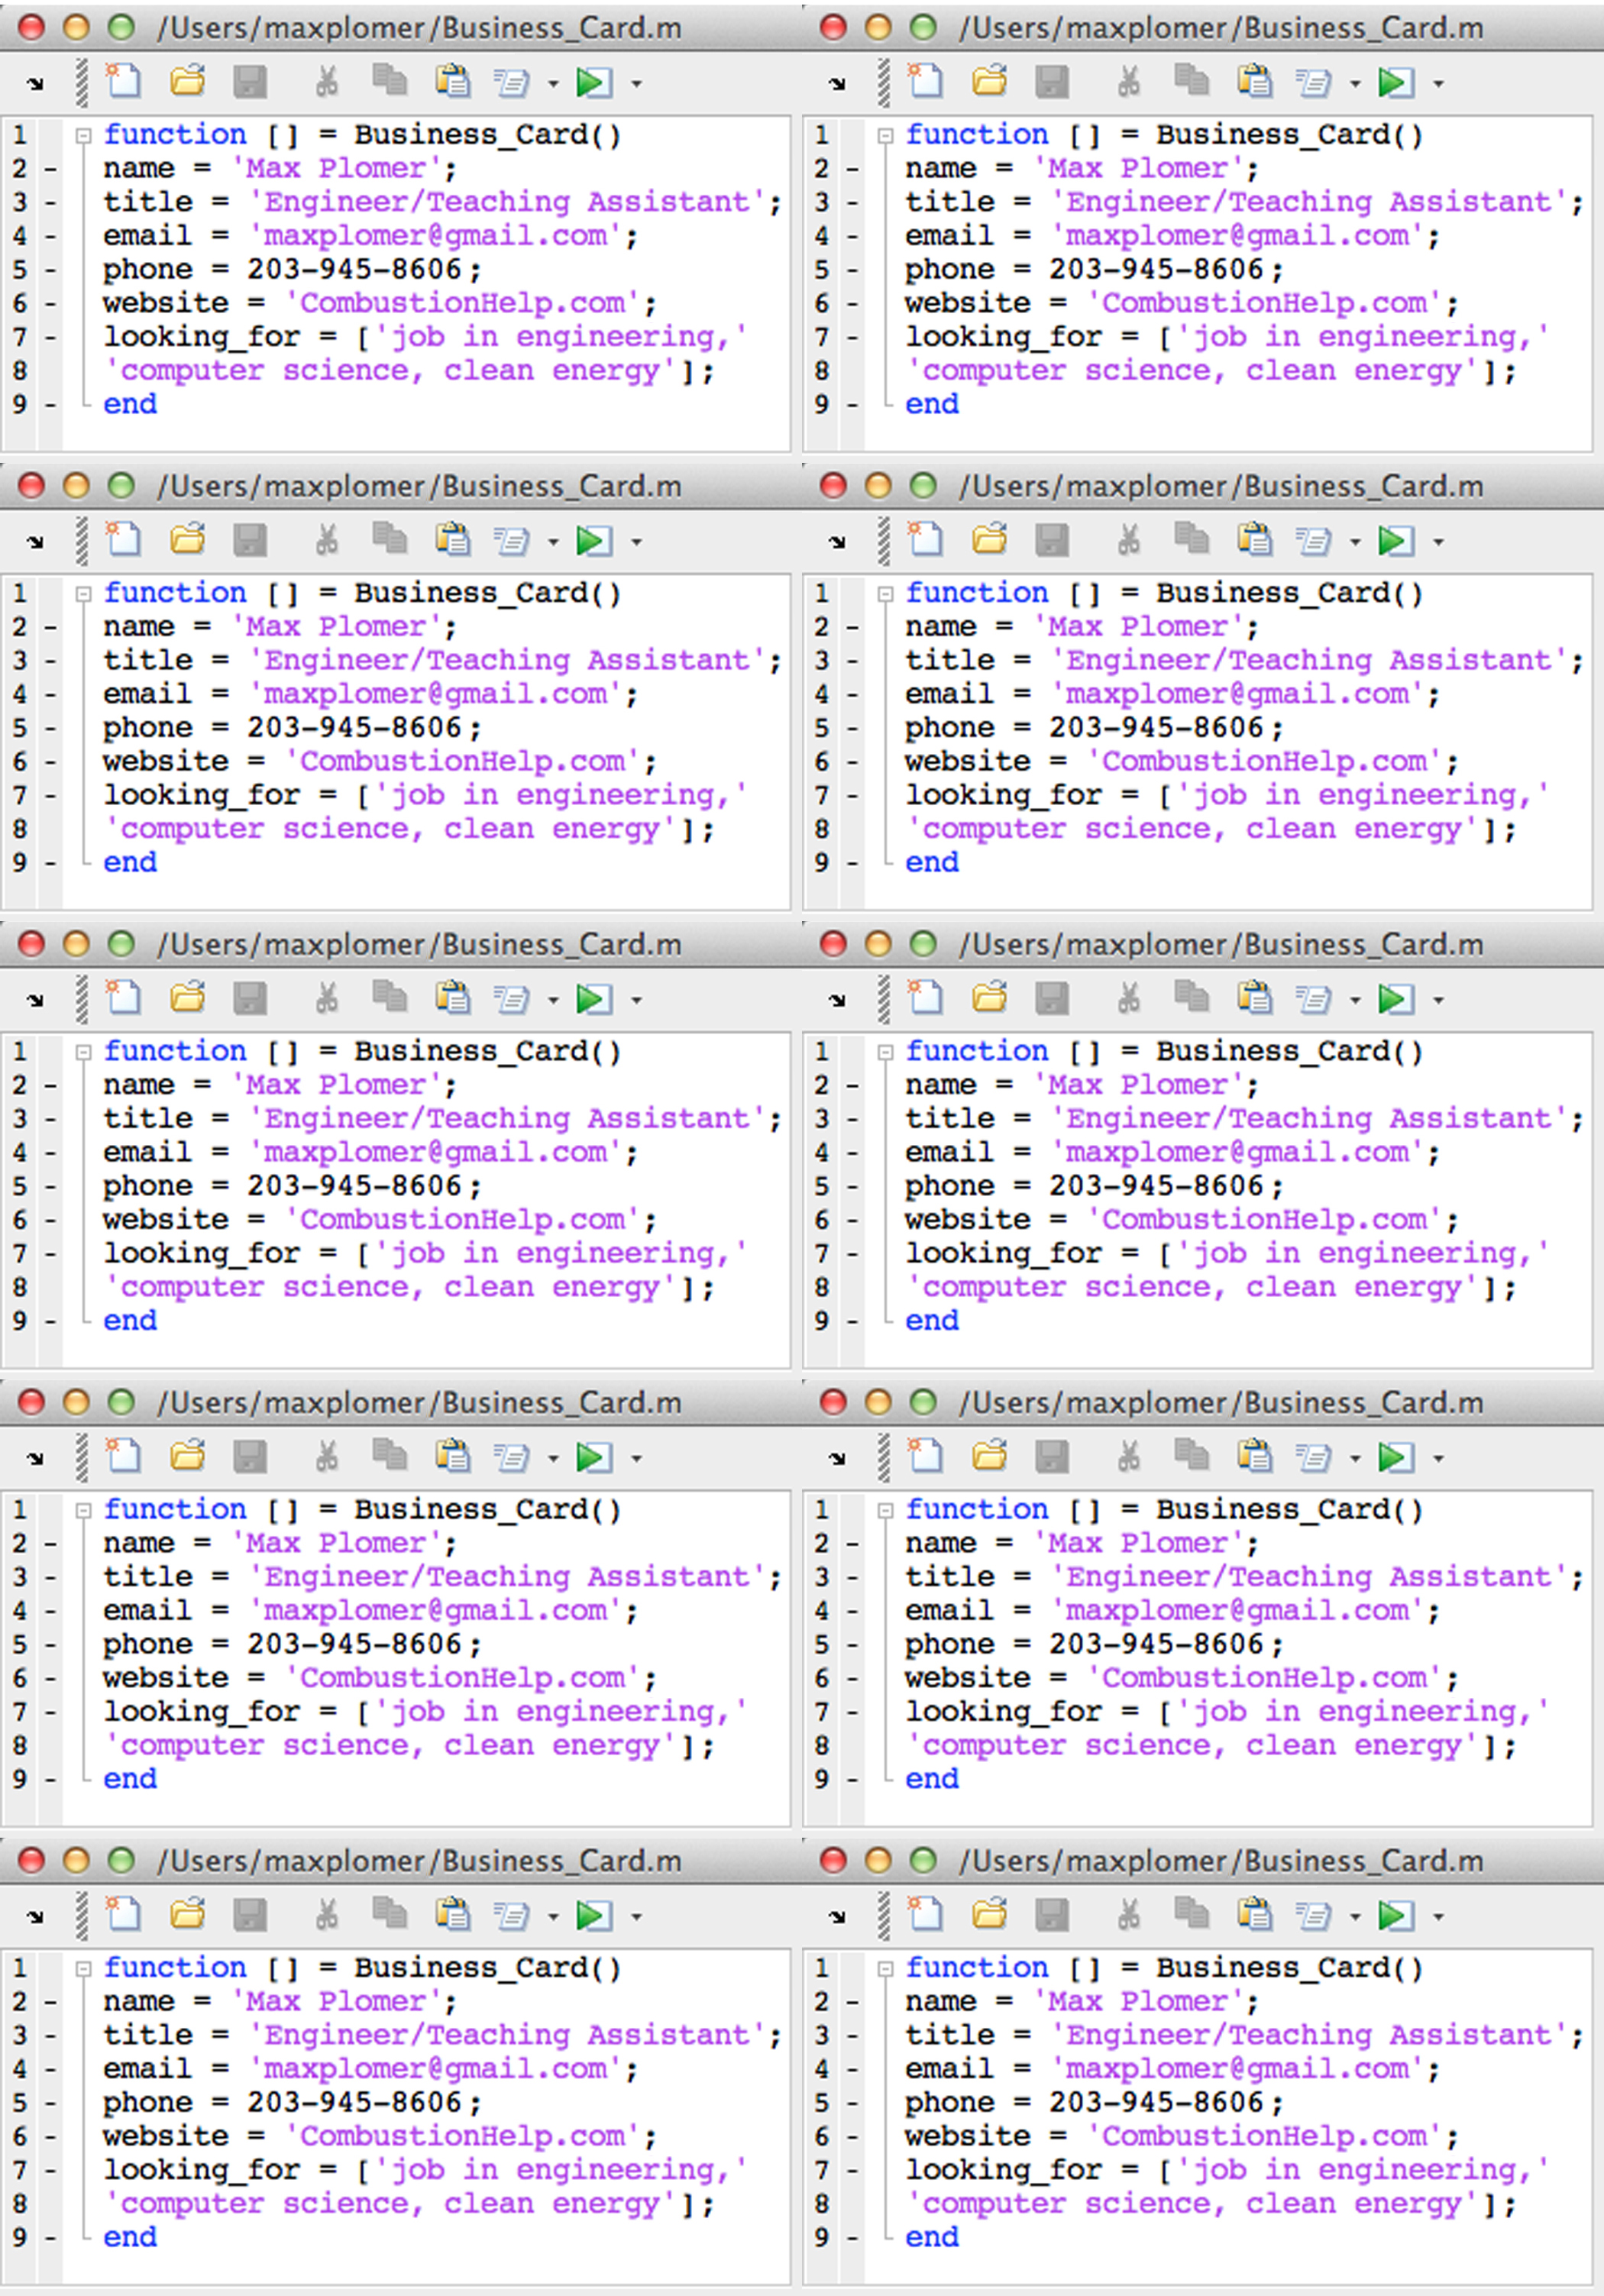 /Users/maxplomer/Business_Card.m
1 function [] = Business_Card()
2 - name = 'Max Plomer';
3 - title = 'Engineer/Teaching Assistant';
4 - email = 'maxplomer@gmail.com';
5 - phone = 203-945-8606;
6 - website = 'CombustionHelp.com';
7 - looking_for = ['job in engineering,'
8 'computer science, clean energy'];
9 - end
/Users/maxplomer/Business_Card.m
1 function [] = Business_Card()
2 - name = 'Max Plomer';
3 - title = 'Engineer/Teaching Assistant';
4 - email = 'maxplomer@gmail.com';
5 - phone = 203-945-8606;
6 - website = 'CombustionHelp.com';
7 - looking_for = ['job in engineering,'
8 'computer science, clean energy'];
9 - end
/Users/maxplomer/Business_Card.m
1 function [] = Business_Card()
2 - name = 'Max Plomer';
3 - title = 'Engineer/Teaching Assistant';
4 - email = 'maxplomer@gmail.com';
5 - phone = 203-945-8606;
6 - website = 'CombustionHelp.com';
7 - looking_for = ['job in engineering,'
8 'computer science, clean energy'];
9 - end
/Users/maxplomer/Business_Card.m
1 function [] = Business_Card()
2 - name = 'Max Plomer';
3 - title = 'Engineer/Teaching Assistant';
4 - email = 'maxplomer@gmail.com';
5 - phone = 203-945-8606;
6 - website = 'CombustionHelp.com';
7 - looking_for = ['job in engineering,'
8 'computer science, clean energy'];
9 - end
/Users/maxplomer/Business_Card.m
1 function [] = Business_Card()
2 - name = 'Max Plomer';
3 - title = 'Engineer/Teaching Assistant';
4 - email = 'maxplomer@gmail.com';
5 - phone = 203-945-8606;
6 - website = 'CombustionHelp.com';
7 - looking_for = ['job in engineering,'
8 'computer science, clean energy'];
9 - end
/Users/maxplomer/Business_Card.m
1 function [] = Business_Card()
2 - name = 'Max Plomer';
3 - title = 'Engineer/Teaching Assistant';
4 - email = 'maxplomer@gmail.com';
5 - phone = 203-945-8606;
6 - website = 'CombustionHelp.com';
7 - looking_for = ['job in engineering,'
8 'computer science, clean energy'];
9 - end
/Users/maxplomer/Business_Card.m
1 function [] = Business_Card()
2 - name = 'Max Plomer';
3 - title = 'Engineer/Teaching Assistant';
4 - email = 'maxplomer@gmail.com';
5 - phone = 203-945-8606;
6 - website = 'CombustionHelp.com';
7 - looking_for = ['job in engineering,'
8 'computer science, clean energy'];
9 - end
/Users/maxplomer/Business_Card.m
1 function [] = Business_Card()
2 - name = 'Max Plomer';
3 - title = 'Engineer/Teaching Assistant';
4 - email = 'maxplomer@gmail.com';
5 - phone = 203-945-8606;
6 - website = 'CombustionHelp.com';
7 - looking_for = ['job in engineering,'
8 'computer science, clean energy'];
9 - end
/Users/maxplomer/Business_Card.m
1 function [] = Business_Card()
2 - name = 'Max Plomer';
3 - title = 'Engineer/Teaching Assistant';
4 - email = 'maxplomer@gmail.com';
5 - phone = 203-945-8606;
6 - website = 'CombustionHelp.com';
7 - looking_for = ['job in engineering,'
8 'computer science, clean energy'];
9 - end
/Users/maxplomer/Business_Card.m
1 function [] = Business_Card()
2 - name = 'Max Plomer';
3 - title = 'Engineer/Teaching Assistant';
4 - email = 'maxplomer@gmail.com';
5 - phone = 203-945-8606;
6 - website = 'CombustionHelp.com';
7 - looking_for = ['job in engineering,'
8 'computer science, clean energy'];
9 - end